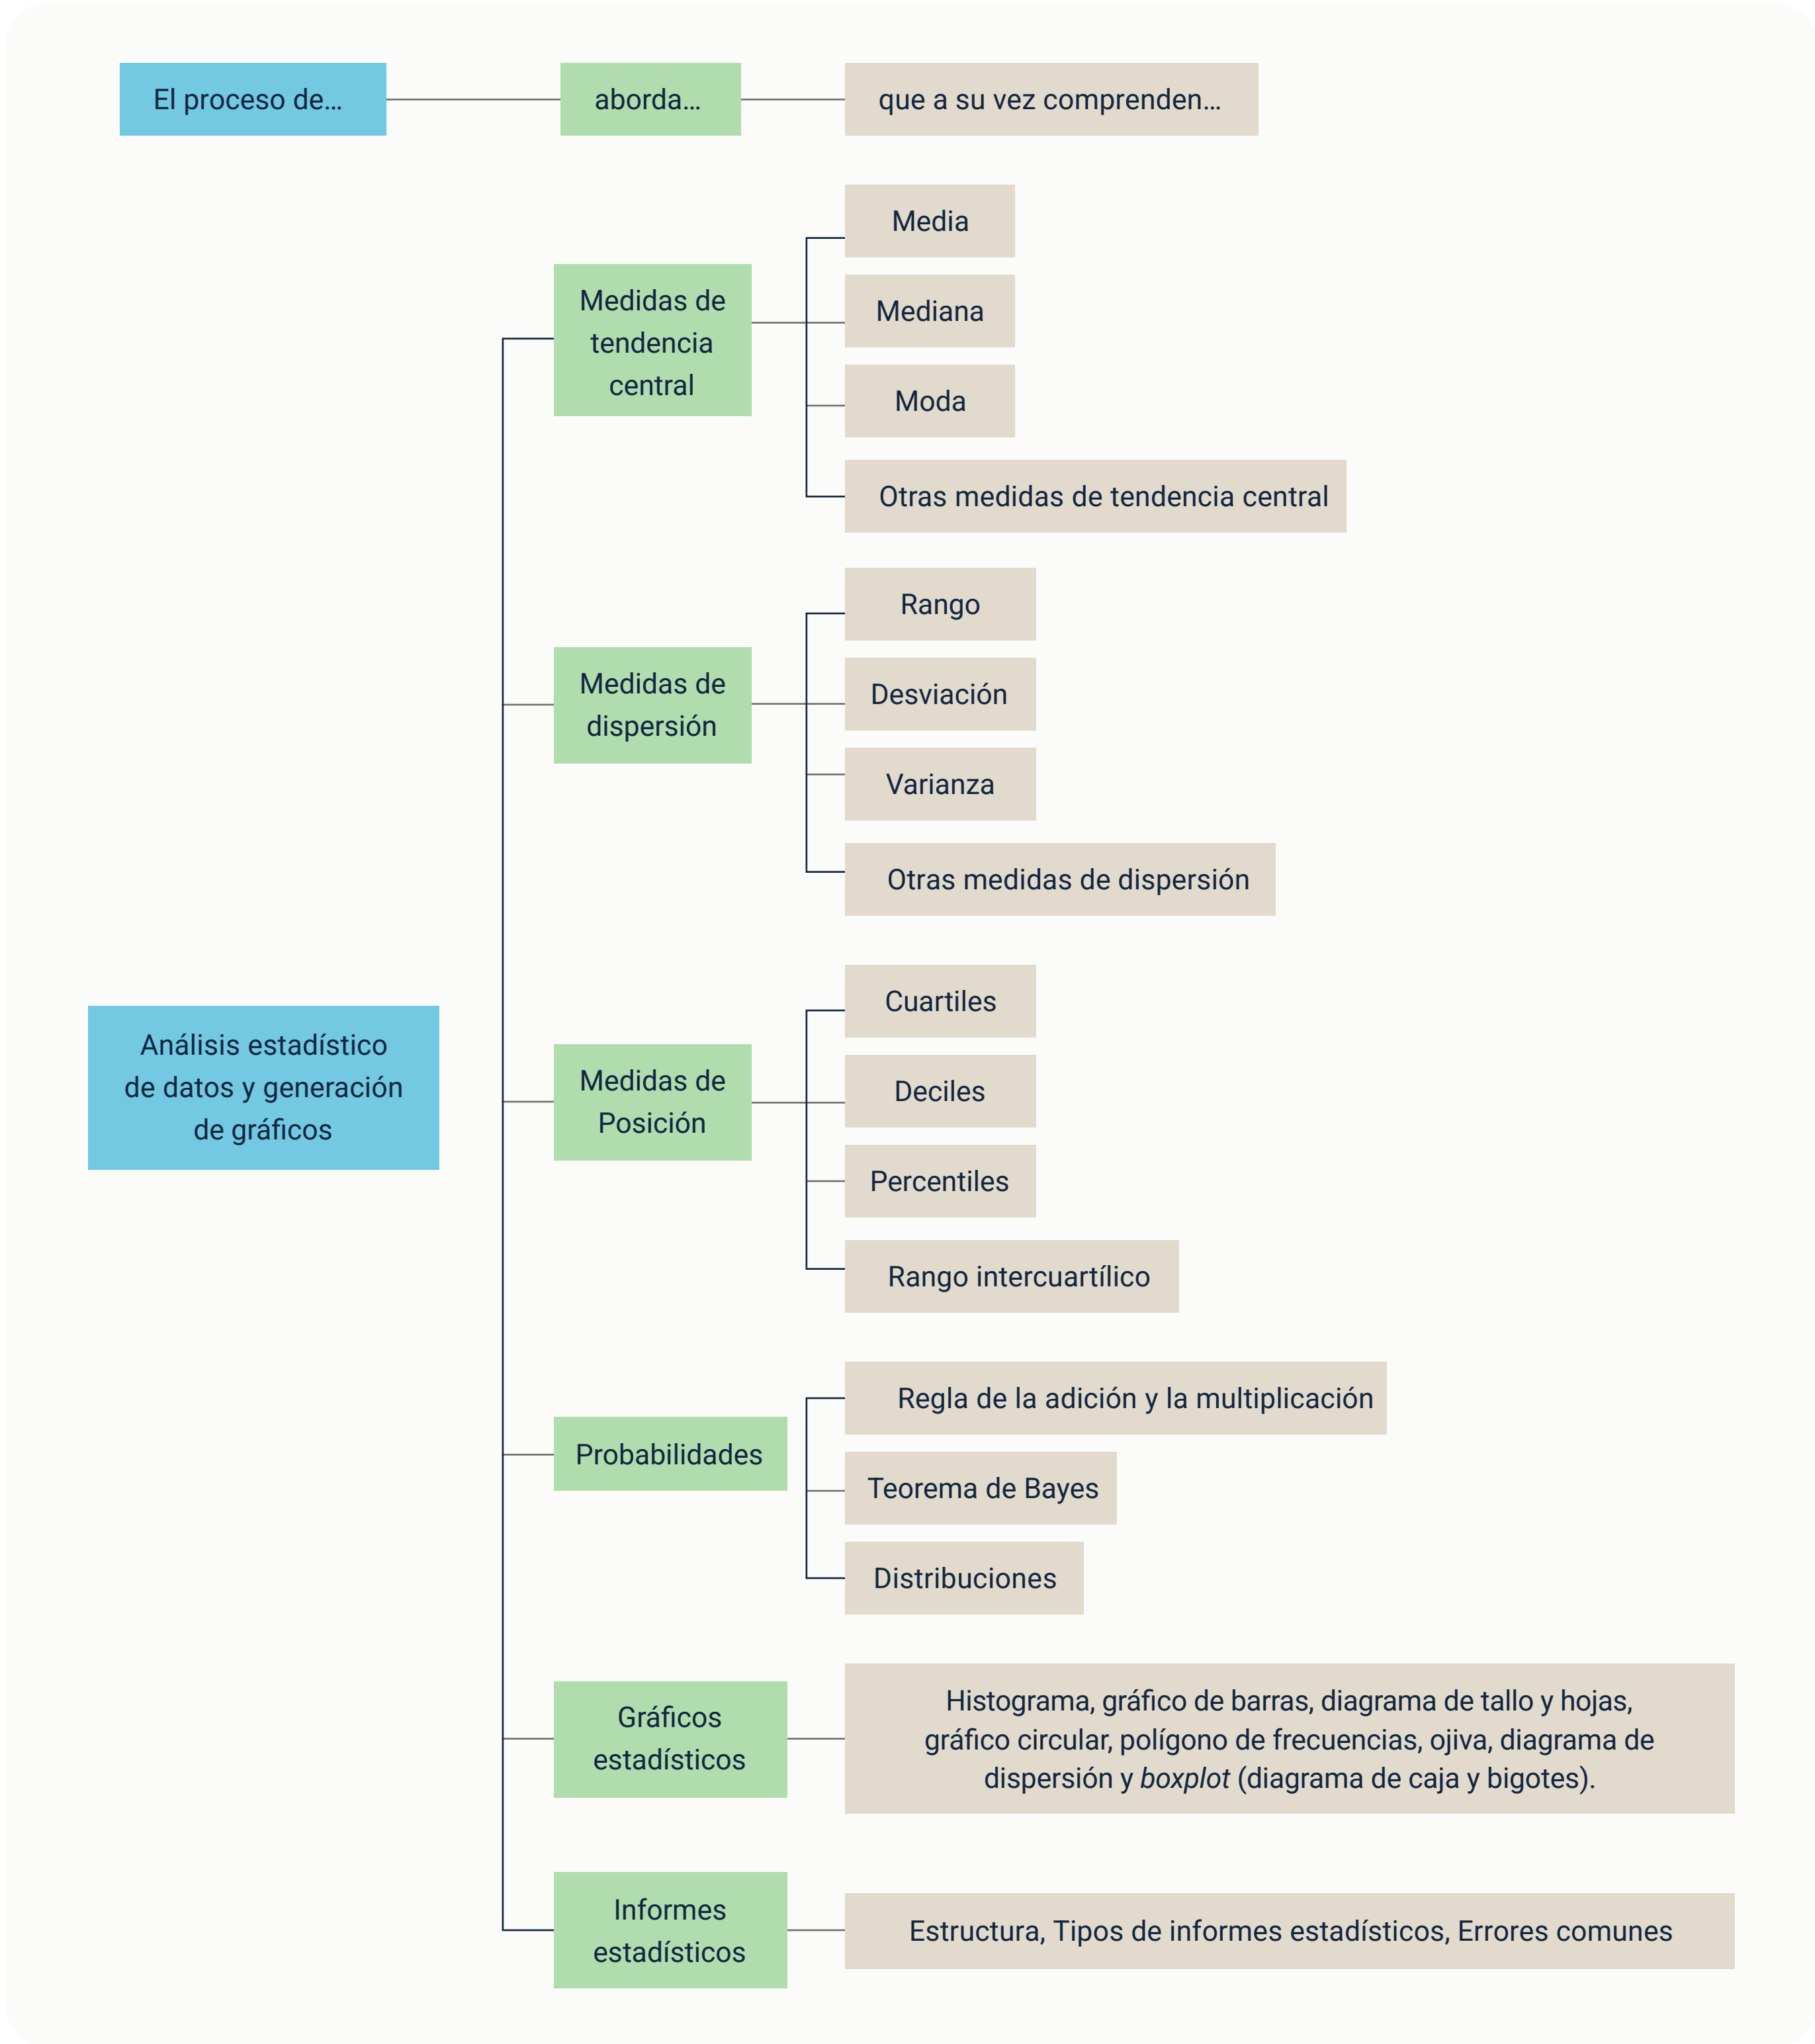 El proceso de...
aborda...
que a su vez comprenden...
Medidas de
tendencia
central
Media
Mediana
Moda
Otras medidas de tendencia central
Medidas de
dispersión
Rango
Desviación
Varianza
Otras medidas de dispersión
Análisis estadístico
de datos y generación
de gráficos
Medidas de
Posición
Cuartiles
Deciles
Percentiles
Rango intercuartílico
Probabilidades
Regla de la adición y la multiplicación
Teorema de Bayes
Distribuciones
Gráficos
estadísticos
Histograma, gráfico de barras, diagrama de tallo y hojas,
gráfico circular, polígono de frecuencias, ojiva, diagrama de
dispersión y boxplot (diagrama de caja y bigotes).
Informes
estadísticos
Estructura, Tipos de informes estadísticos, Errores comunes